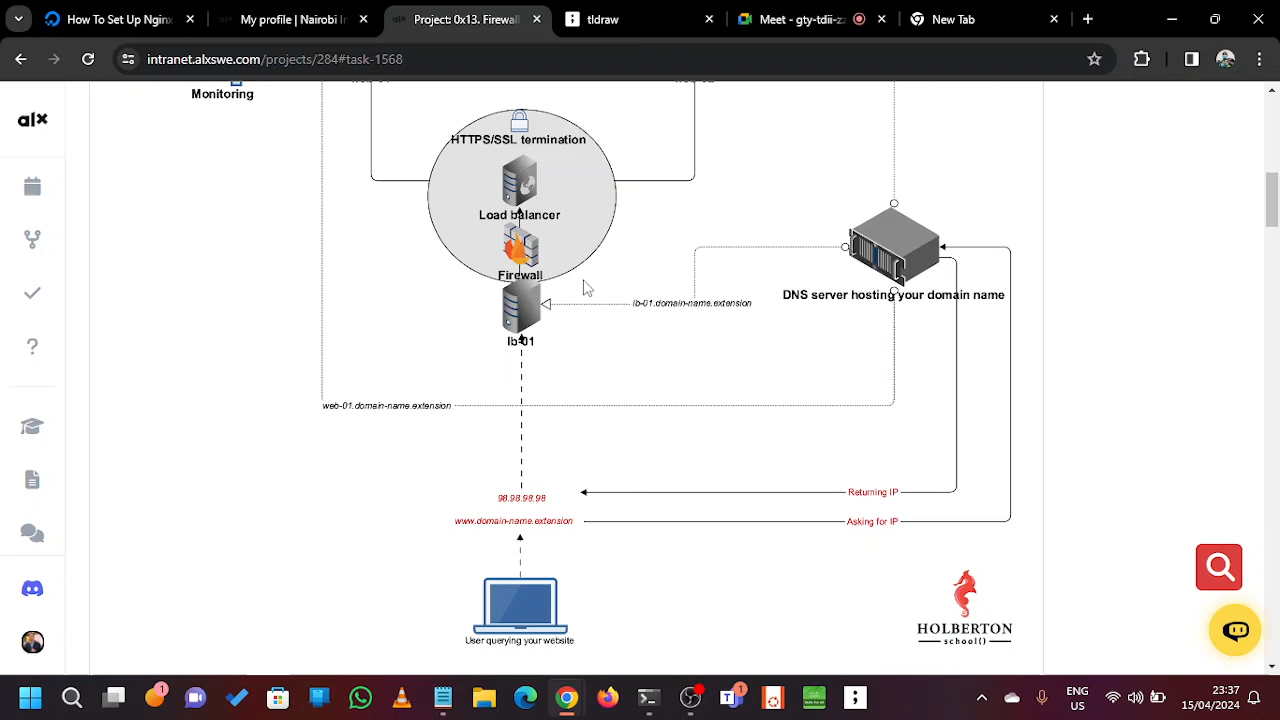 How To Set Up Nginx
My profile | Nairobi In
Project: 0x13. Firewall
tldraw
Meet - gty-tdii-z
New Tab
intranet.alxswe.com/projects/284#task-1568
alx
Monitoring
HTTPS/SSL termination
Load balancer
Firewall
lb-01.domain-name.extension
DNS server hosting your domain name
lb-01
web-01.domain-name.extension
98.98.98.98
Returning IP
www.domain-name.extension
Asking for IP
User querying your website
HOLBERTON
school()
1
1
ENG
US
23:37
15/04/2024